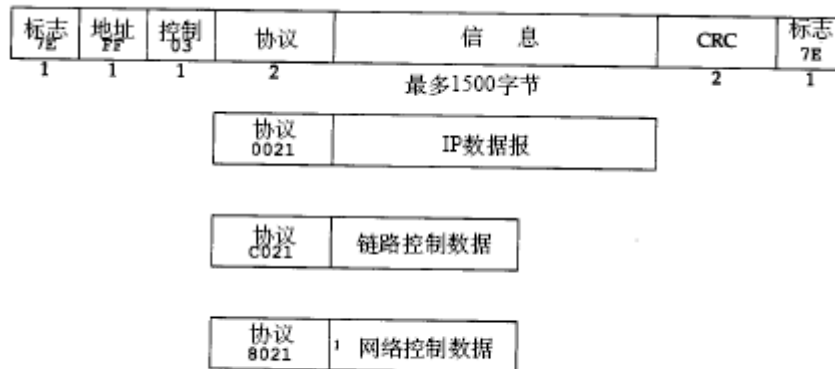 标志 地址 控制 协议 信 息 CRC 标志
7E FF 03 7E
1 1 1 2 最多1500字节 2 1
协议 IP数据报
0021
协议 链路控制数据
C021
协议 1 网络控制数据
8021